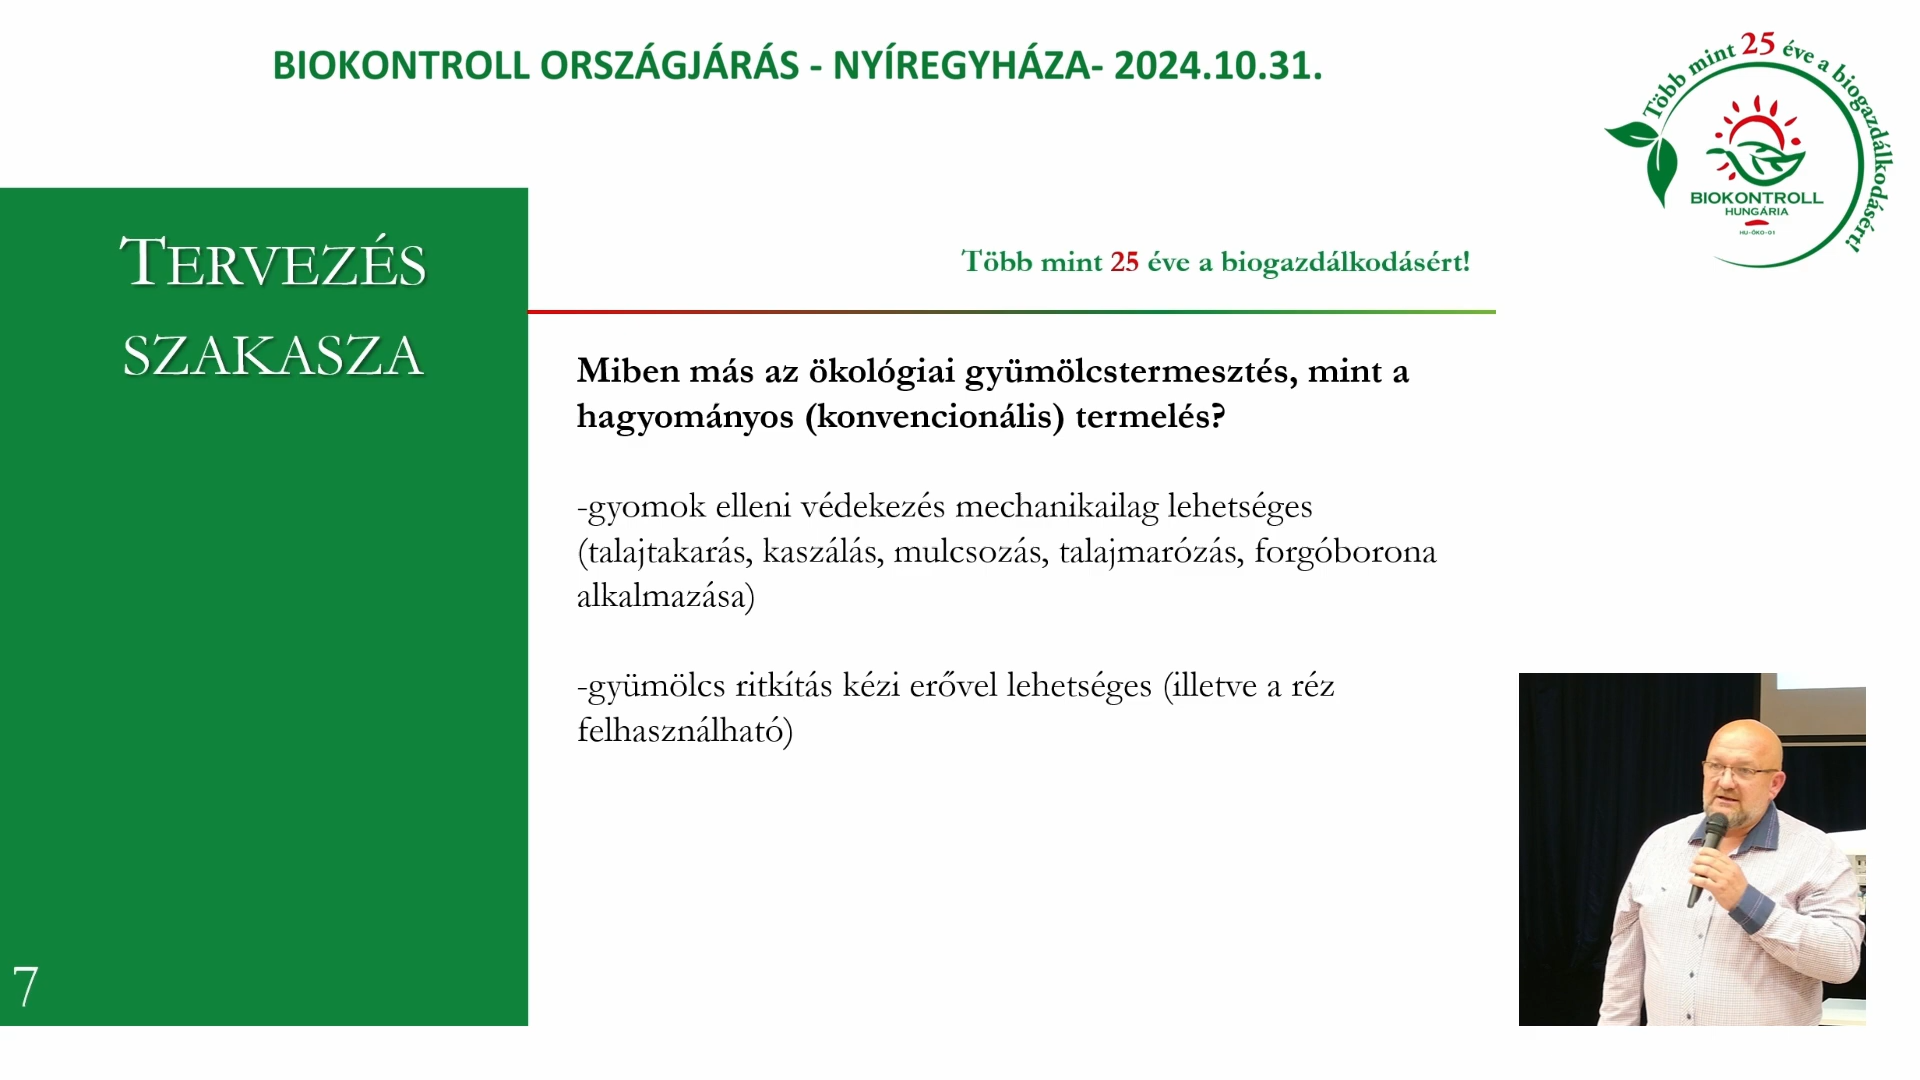 BIOKONTROLL ORSZÁGJÁRÁS - NYÍREGYHÁZA- 2024.10.31.
Több mint 25 éve a biogazdálkodásért!
BIOKONTROLL
HUNGÁRIA
HU-ÖKO-01
TERVEZÉS
SZAKASZA
Több mint 25 éve a biogazdálkodásért!
Miben más az ökológiai gyümölcstermesztés, mint a
hagyományos (konvencionális) termelés?
-gyomok elleni védekezés mechanikailag lehetséges
(talajtakarás, kaszálás, mulcsozás, talajmarózás, forgóborona
alkalmazása)
-gyümölcs ritkítás kézi erővel lehetséges (illetve a réz
felhasználható)
7